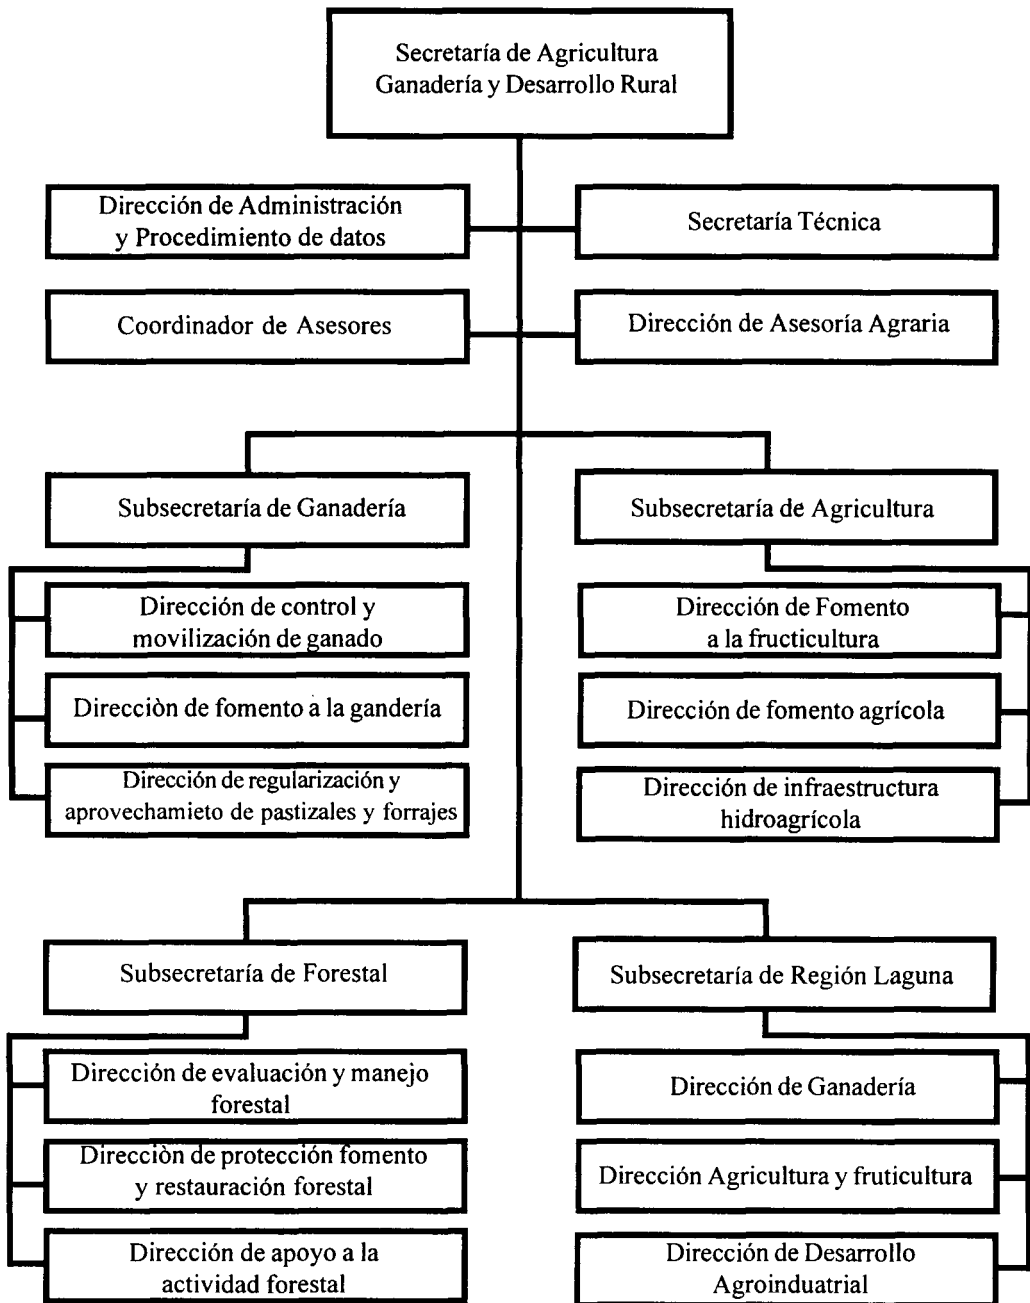 Secretaría de Agricultura
Ganadería y Desarrollo Rural
Dirección de Administración
y Procedimiento de datos
Secretaría Técnica
Coordinador de Asesores
Dirección de Asesoría Agraria
Subsecretaría de Ganadería
Subsecretaría de Agricultura
Dirección de control y
movilización de ganado
Direcciòn de fomento a la gandería
Dirección de regularización y
aprovechamieto de pastizales y forrajes
Dirección de Fomento
a la fructicultura
Dirección de fomento agrícola
Dirección de infraestructura
hidroagrícola
Subsecretaría de Forestal
Subsecretaría de Región Laguna
Dirección de evaluación y manejo
forestal
Direcciòn de protección fomento
y restauración forestal
Dirección de apoyo a la
actividad forestal
Dirección de Ganadería
Dirección Agricultura y fruticultura
Dirección de Desarrollo
Agroinduatrial